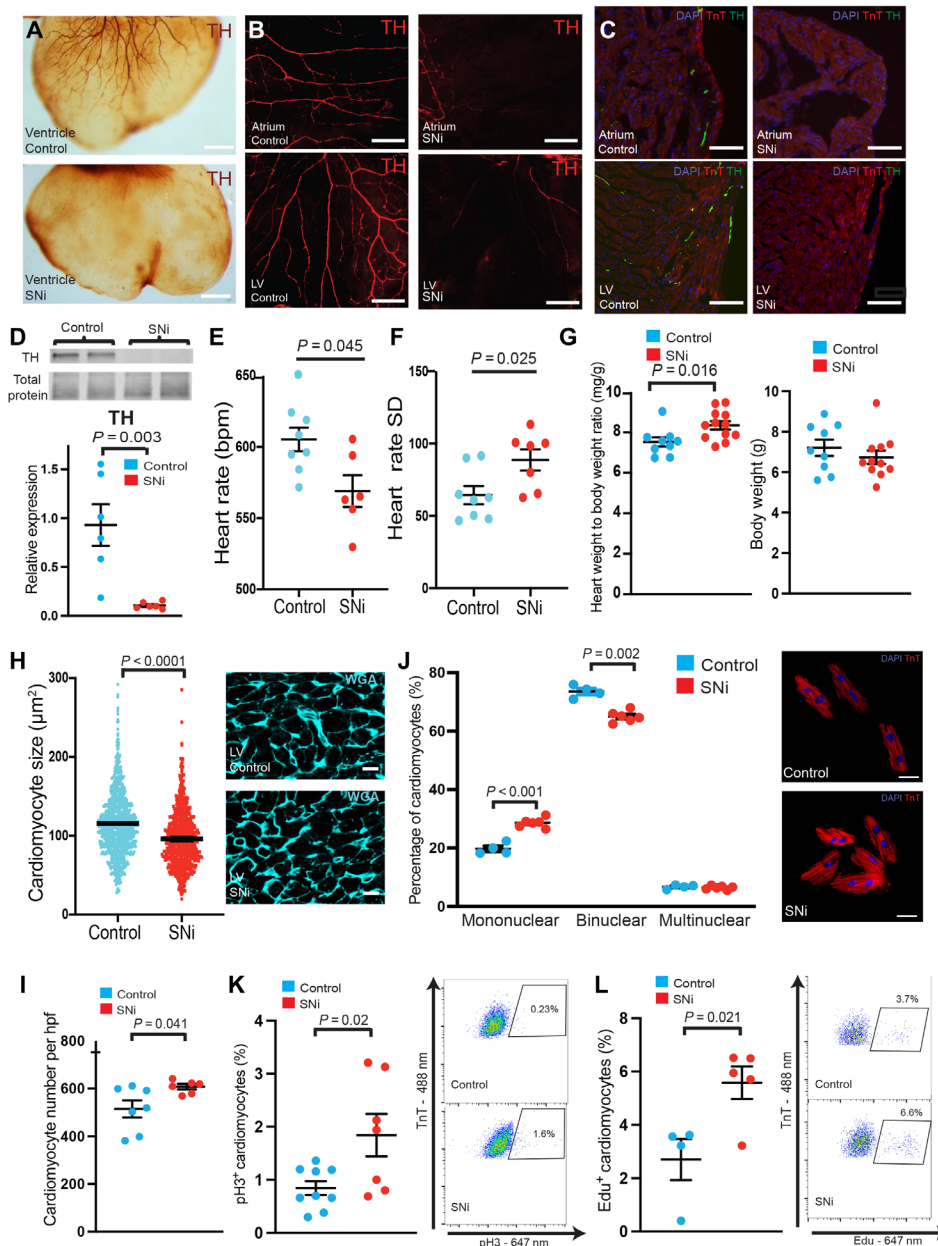 A
TH
Ventricle
Control
TH
Ventricle
SNi
B
TH
Atrium
Control
TH
Atrium
SNi
TH
LV
Control
TH
LV
SNi
C
DAPI TnT TH
Atrium
Control
DAPI TnT TH
Atrium
SNi
DAPI TnT TH
LV
Control
DAPI TnT TH
LV
SNi
D
Control
SNi
TH
Total
protein
TH
P = 0.003
Control
SNi
Relative expression
1.5
1.0
0.5
0.0
E
P = 0.045
Heart rate (bpm)
650
600
550
500
Control
SNi
F
P = 0.025
Heart rate SD
150
100
50
0
Control
SNi
G
Control
SNi
P = 0.016
Heart weight to body weight ratio (mg/g)
10
8
6
4
2
0
Control
SNi
Body weight (g)
10
8
6
4
2
0
H
P < 0.0001
Cardiomyocyte size (µm²)
300
200
100
0
Control
SNi
WGA
LV
Control
WGA
LV
SNi
J
P = 0.002
Control
SNi
P < 0.001
Percentage of cardiomyocytes (%)
80
60
40
20
0
Mononuclear
Binuclear
Multinuclear
DAPI TnT
Control
DAPI TnT
SNi
I
Control
SNi
P = 0.041
Cardiomyocyte number per hpf
800
600
400
200
0
K
Control
SNi
P = 0.02
pH3⁺ cardiomyocytes (%)
4
3
2
1
0
TnT - 488 nm
0.23%
Control
1.6%
SNi
pH3 - 647 nm
L
Control
SNi
P = 0.021
Edu⁺ cardiomyocytes (%)
8
6
4
2
0
TnT - 488 nm
3.7%
Control
6.6%
SNi
Edu - 647 nm